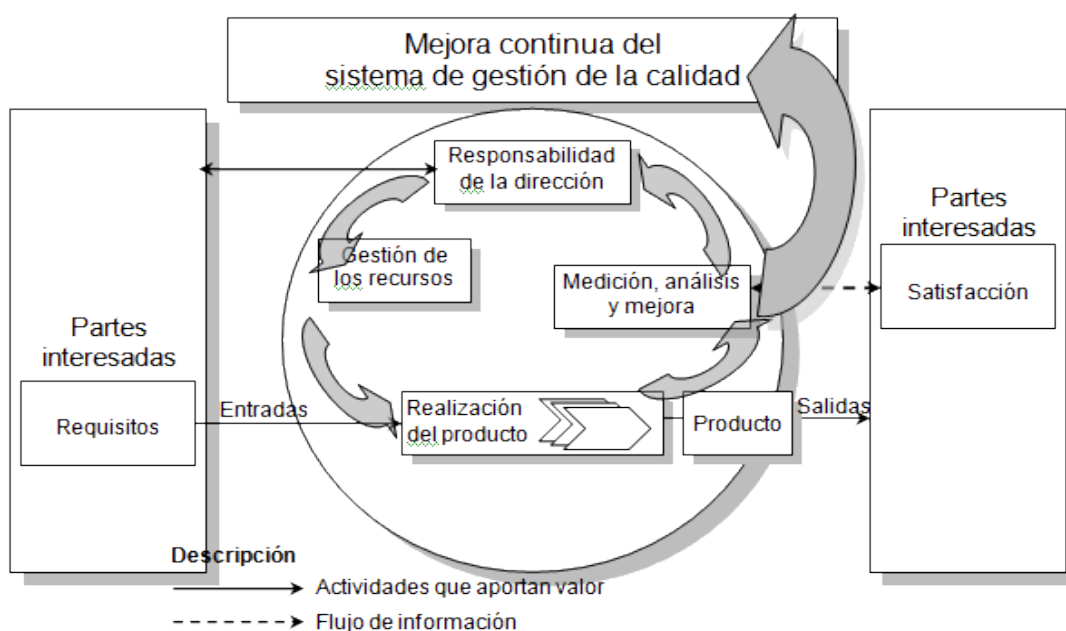 Mejora continua del
sistema de gestión de la calidad
Responsabilidad
de la dirección
Gestión de
los recursos
Medición, análisis
y mejora
Partes
interesadas
Satisfacción
Partes
interesadas
Requisitos
Entradas
Realización
del producto
Producto
Salidas
Descripción
Actividades que aportan valor
Flujo de información